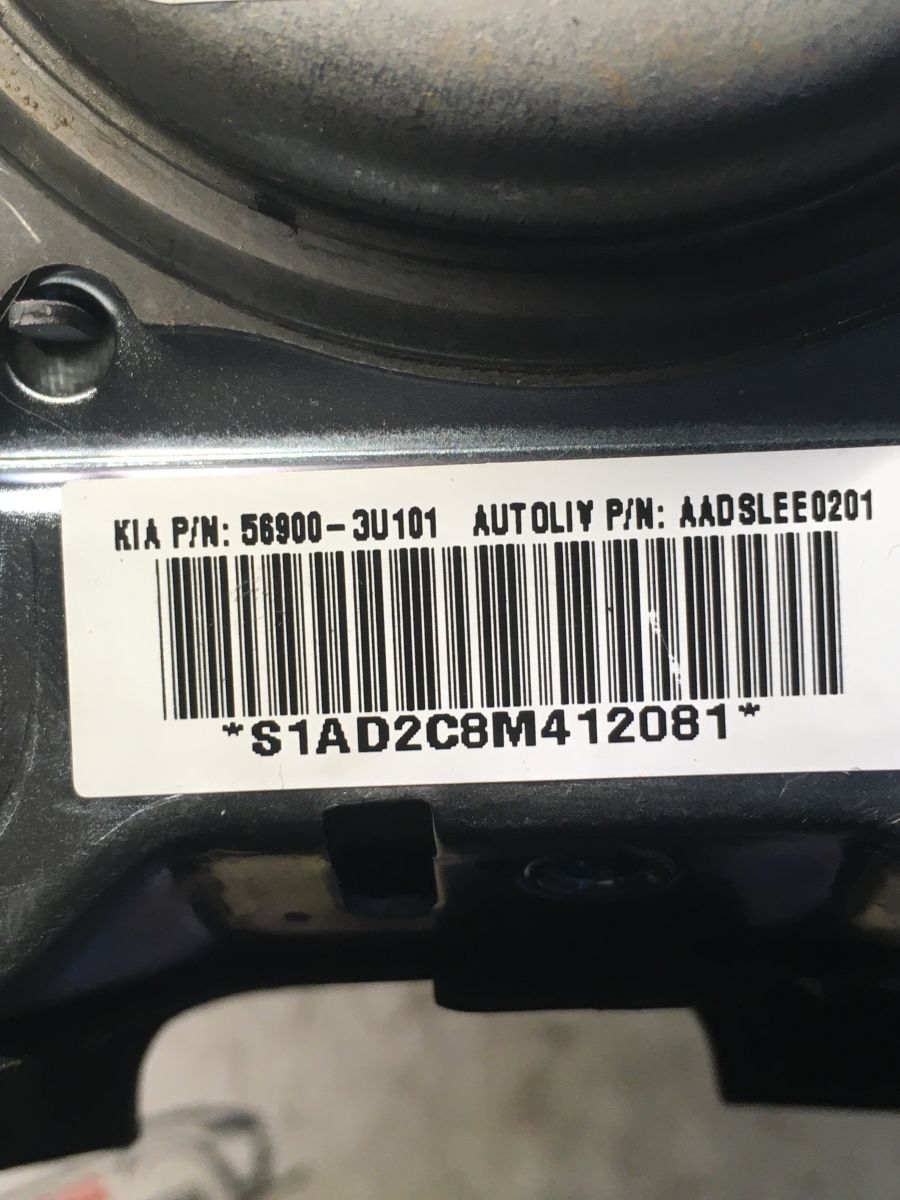 KIA P/N: 56900-3U101 AUTOLIV P/N: AADSLEE0201
*S1AD2C8M412081*